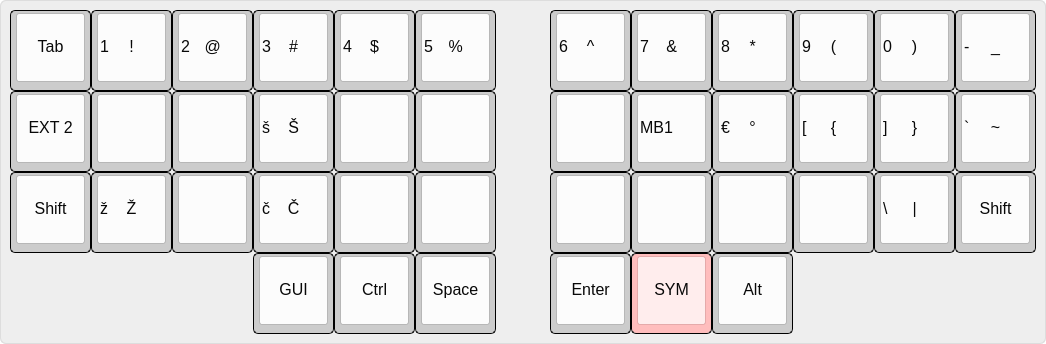 Tab 1 ! 2 @ 3 # 4 $ 5 % 6 ^ 7 & 8 * 9 ( 0 ) - _
EXT 2 š Š MB1 € ° [ { ] } ` ~
Shift ž Ž č Č \ | Shift
GUI Ctrl Space Enter SYM Alt